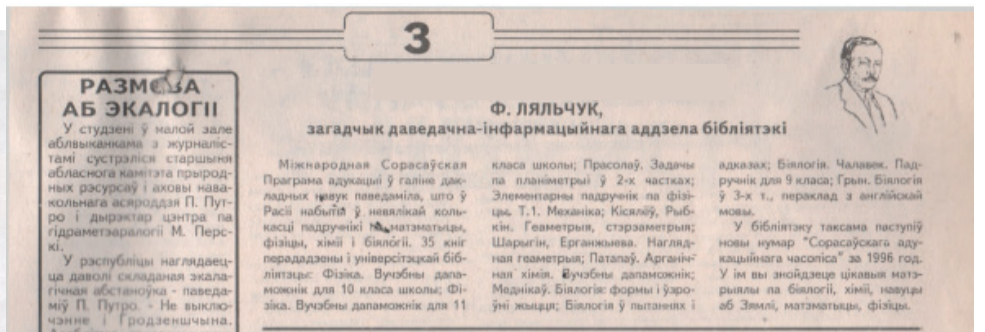 3
РАЗМОВА
АБ ЭКАЛОГІІ
У студзені ў малой зале
аблвыканкама з журналіс-
тамі сустрэліся старшыня
абласнога камітэта прырод-
ных рэсурсаў і аховы нава-
кольнага асяроддзя П. Пут-
ро і дырэктар цэнтра па
гідраметэаралогіі М. Перс-
кі.
У рэспубліцы наглядаец-
ца даволі складаная экала-
гічная абстаноўка - паведа-
міў П. Путро. - Не выклю-
чэнне і Гродзеншчына.
Ф. ЛЯЛЬЧУК,
загадчык даведачна-інфармацыйнага аддзела бібліятэкі
Міжнародная Сорасаўская
Праграма адукацыі ў галіне дак-
ладных навук паведаміла, што ў
Расіі набыты ў невялікай коль-
касці падручнікі па матэматыцы,
фізіцы, хіміі і біялогіі. 35 кніг
перададзены і універсітэцкай біб-
ліятэцы: Фізіка. Вучэбны дапа-
можнік для 10 класа школы; Фі-
зіка. Вучэбны дапаможнік для 11
класа школы; Прасолаў. Задачы
па планіметрыі ў 2-х частках;
Элементарны падручнік па фізі-
цы. Т.1. Механіка; Кісялёў, Рыб-
кін. Геаметрыя, стэрэаметрыя;
Шарыгін, Ерганжыева. Нагляд-
ная геаметрыя; Патапаў. Арганіч-
ная хімія. Вучэбны дапаможнік;
Меднікаў. Біялогія: формы і ўзро-
ўні жыцця; Біялогія ў пытаннях і
адказах; Біялогія. Чалавек. Пад-
ручнік для 9 класа; Грын. Біялогія
ў 3-х т., пераклад з англійскай
мовы.
У бібліятэку таксама паступіў
новы нумар "Сорасаўскага аду-
кацыйнага часопіса" за 1996 год.
У ім вы знойдзеце цікавыя матэ-
рыялы па біялогіі, хіміі, навуцы
аб Зямлі, матэматыцы, фізіцы.